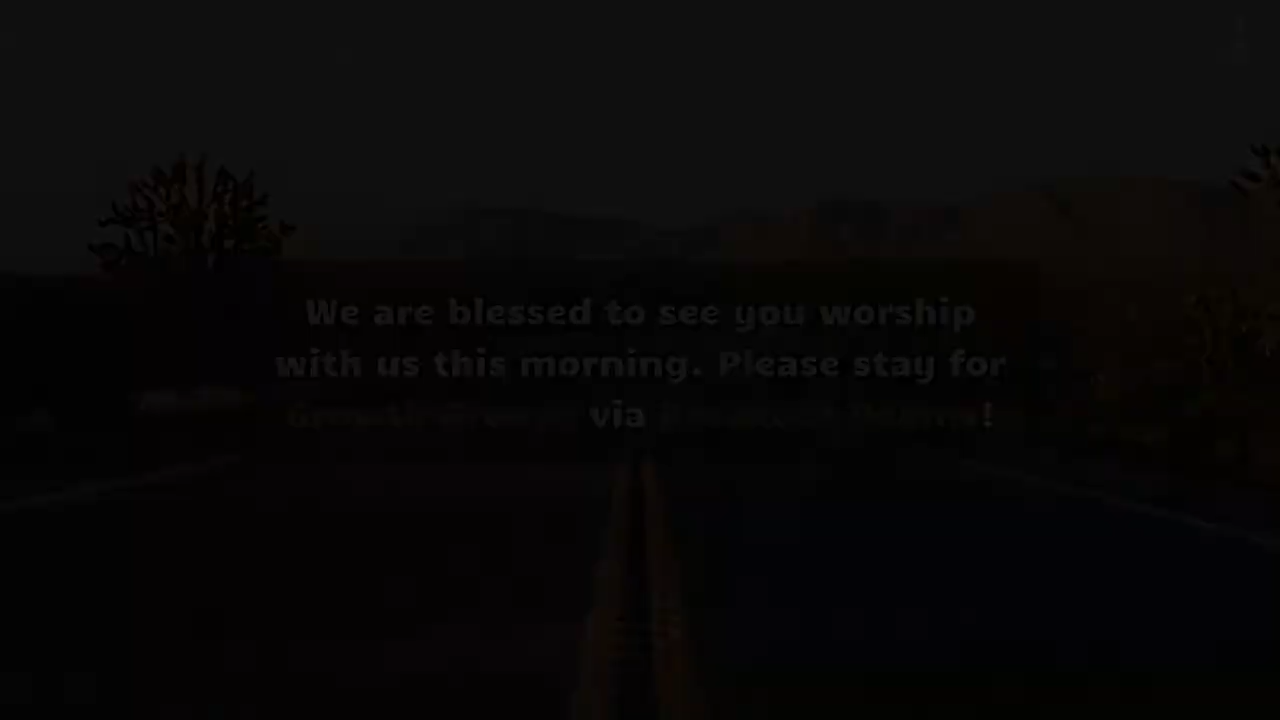 We are blessed to see you worship
with us this morning. Please stay for
via !